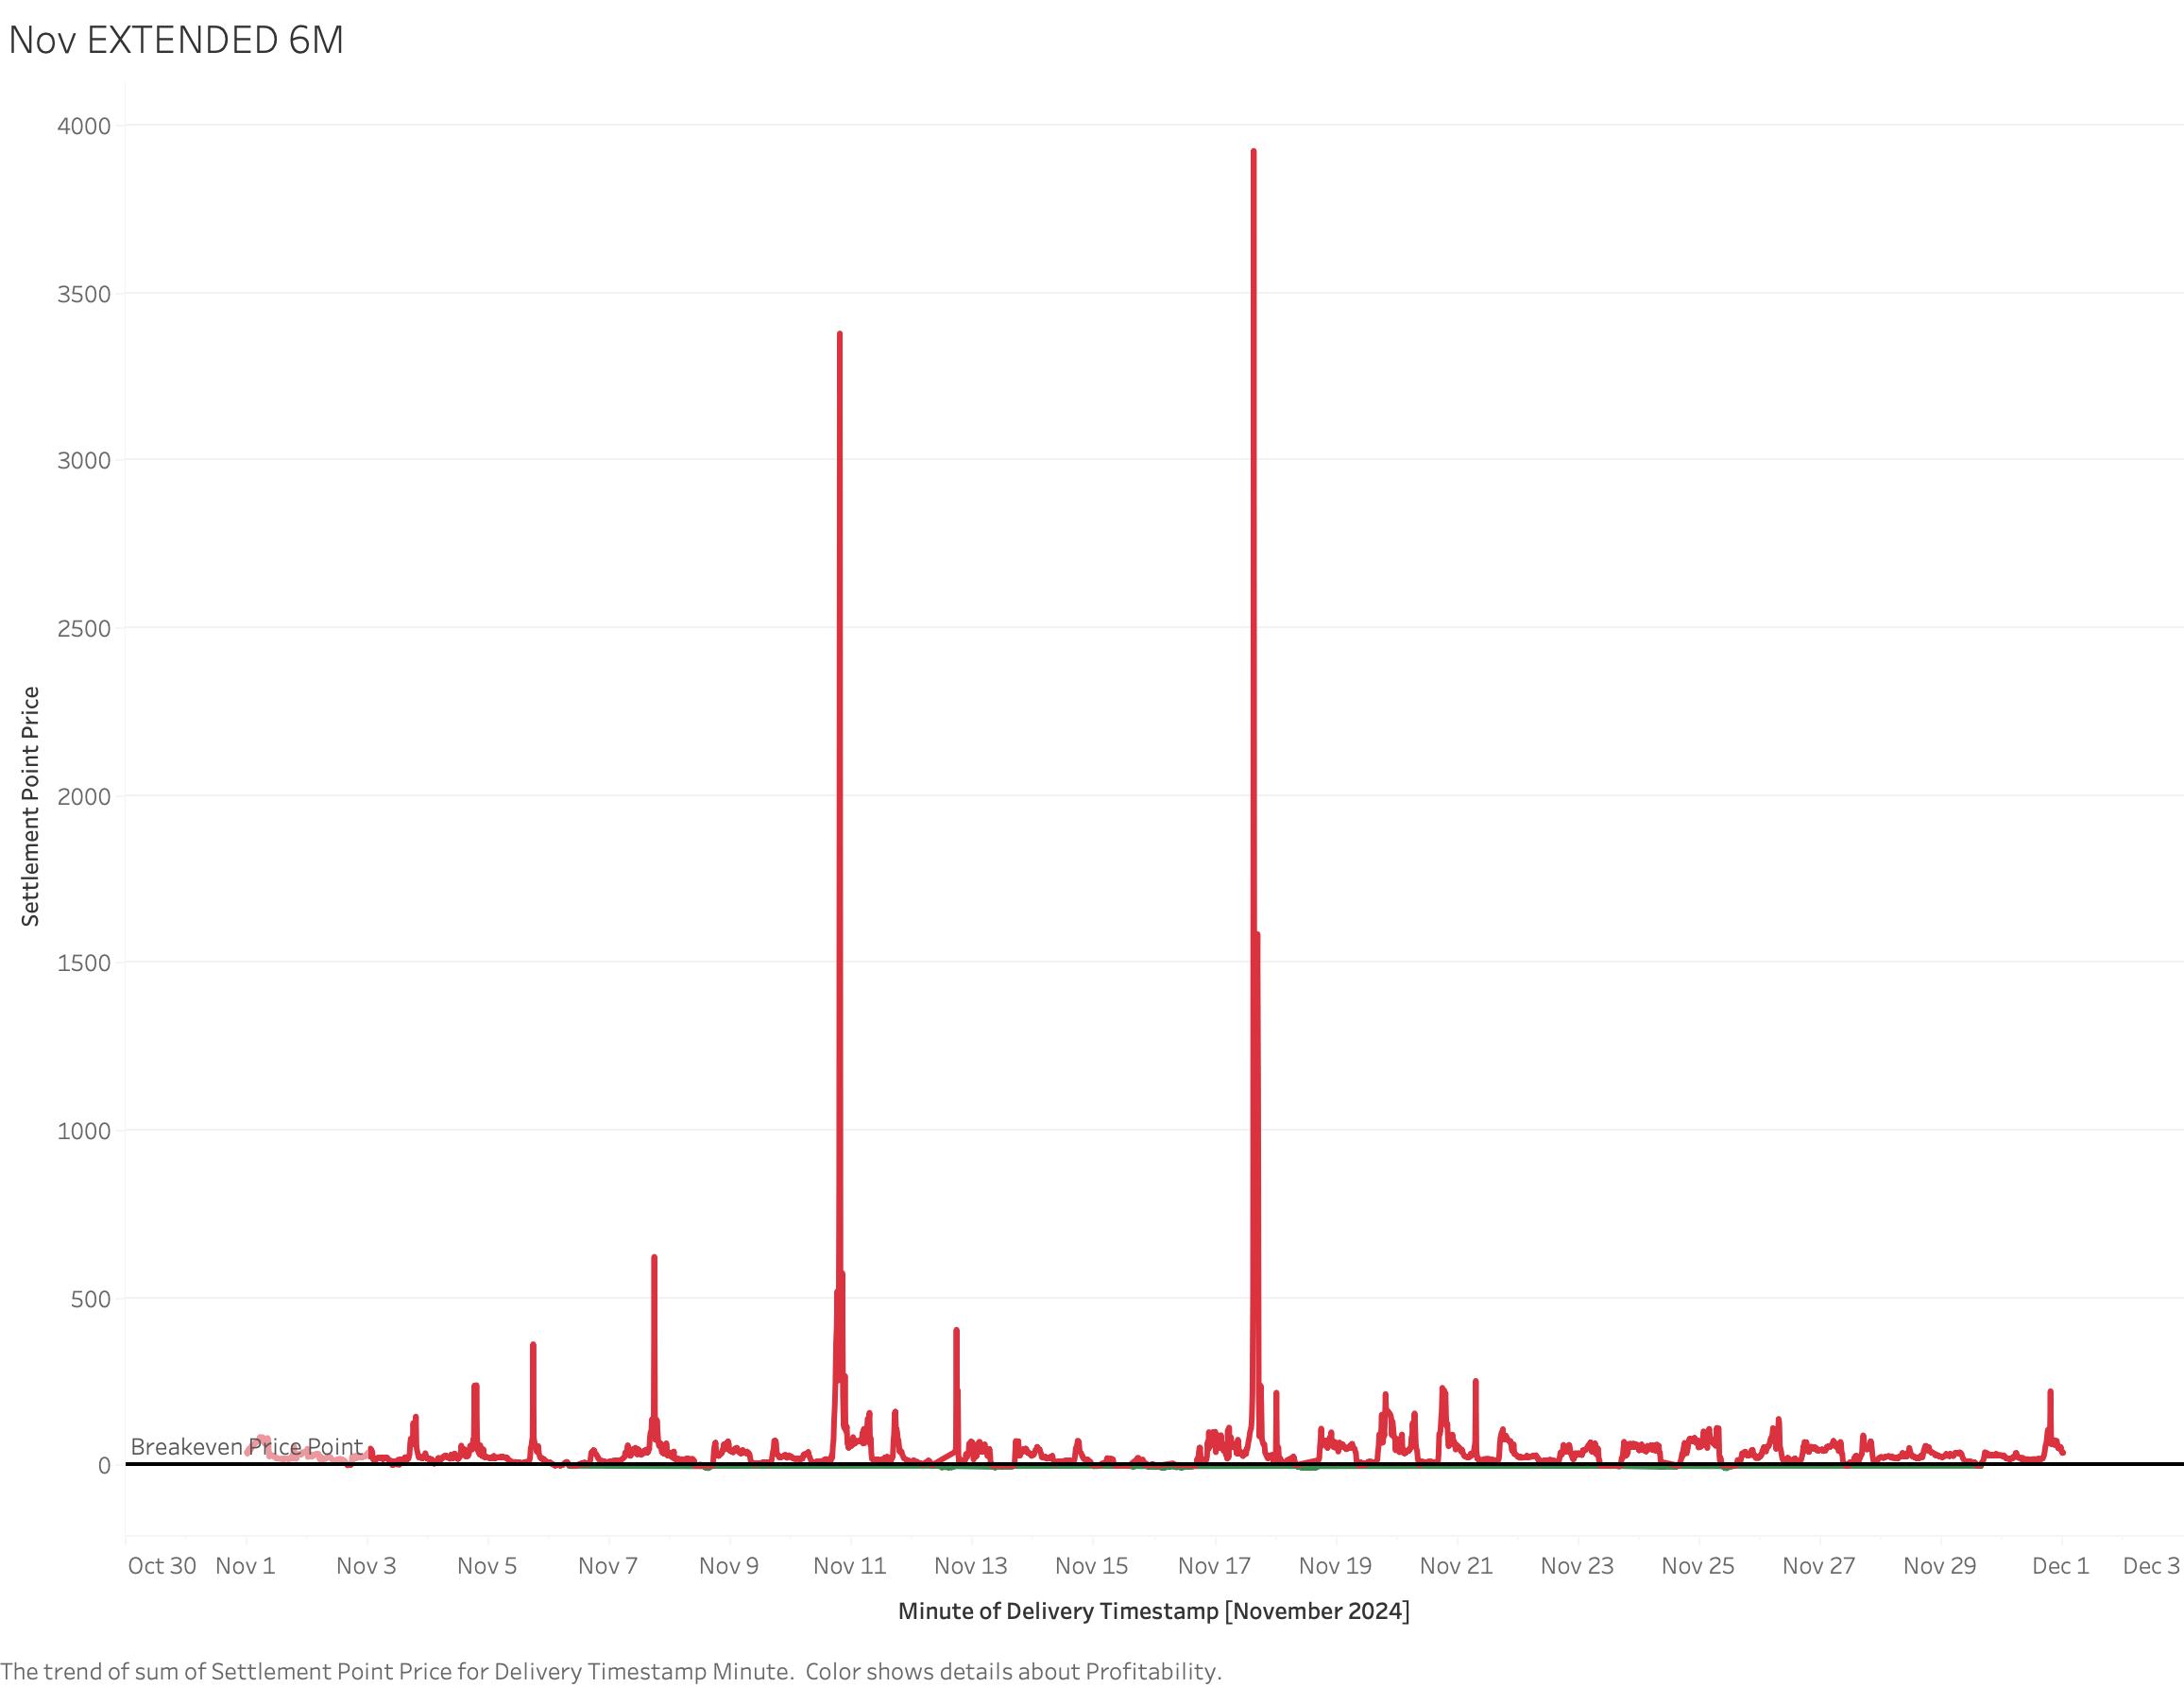 Nov EXTENDED 6M
4000
3500
3000
2500
2000
1500
1000
500
0
Settlement Point Price
Breakeven Price Point
Oct 30 Nov 1 Nov 3 Nov 5 Nov 7 Nov 9 Nov 11 Nov 13 Nov 15 Nov 17 Nov 19 Nov 21 Nov 23 Nov 25 Nov 27 Nov 29 Dec 1 Dec 3
Minute of Delivery Timestamp [November 2024]
The trend of sum of Settlement Point Price for Delivery Timestamp Minute. Color shows details about Profitability.